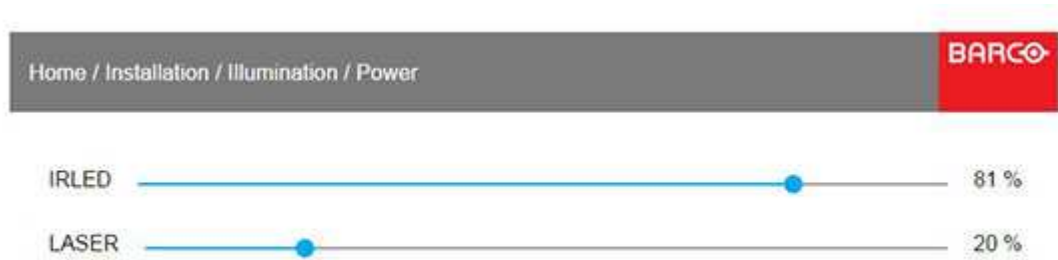 BARCO
Home / Installation / Illumination / Power
IRLED 81 %
LASER 20 %